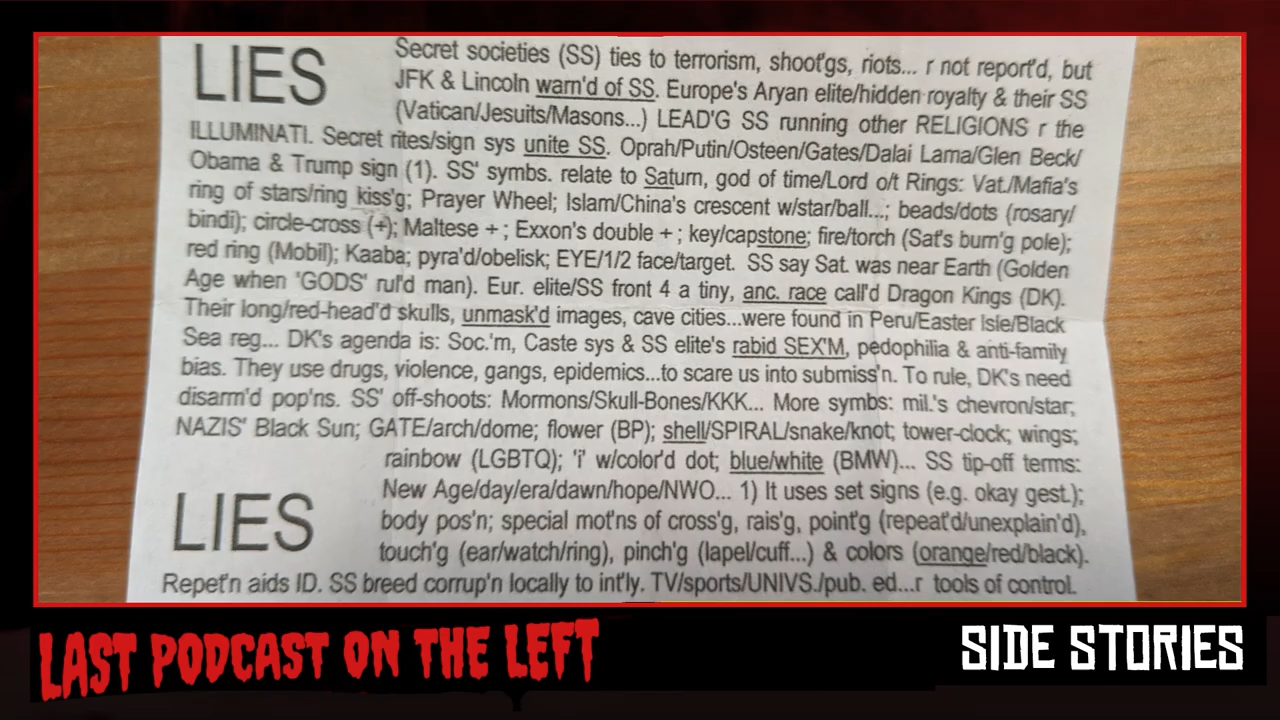 LIES
Secret societies (SS) ties to terrorism, shoot'gs, riots... r not report'd, but
JFK & Lincoln warn'd of SS. Europe's Aryan elite/hidden royalty & their SS
(Vatican/Jesuits/Masons...) LEAD'G SS running other RELIGIONS r the
ILLUMINATI. Secret rites/sign sys unite SS. Oprah/Putin/Osteen/Gates/Dalai Lama/Glen Beck/
Obama & Trump sign (1). SS' symbs. relate to Saturn, god of time/Lord o/t Rings: Vat./Mafia's
ring of stars/ring kiss'g; Prayer Wheel; Islam/China's crescent w/star/ball...; beads/dots (rosary/
bindi); circle-cross (+); Maltese + ; Exxon's double + ; key/capstone; fire/torch (Sat's burn'g pole);
red ring (Mobil); Kaaba; pyra'd/obelisk; EYE/1/2 face/target. SS say Sat. was near Earth (Golden
Age when 'GODS' rul'd man). Eur. elite/SS front 4 a tiny, anc. race call'd Dragon Kings (DK).
Their long/red-head'd skulls, unmask'd images, cave cities...were found in Peru/Easter Isle/Black
Sea reg... DK's agenda is: Soc.'m, Caste sys & SS elite's rabid SEX'M, pedophilia & anti-family
bias. They use drugs, violence, gangs, epidemics...to scare us into submiss'n. To rule, DK's need
disarm'd pop'ns. SS' off-shoots: Mormons/Skull-Bones/KKK... More symbs: mil.'s chevron/star;
NAZIS' Black Sun; GATE/arch/dome; flower (BP); shell/SPIRAL/snake/knot; tower-clock; wings;
rainbow (LGBTQ); 'i' w/color'd dot; blue/white (BMW)... SS tip-off terms:
New Age/day/era/dawn/hope/NWO... 1) It uses set signs (e.g. okay gest.);
LIES
body pos'n; special mot'ns of cross'g, rais'g, point'g (repeat'd/unexplain'd),
touch'g (ear/watch/ring), pinch'g (lapel/cuff...) & colors (orange/red/black).
Repet'n aids ID. SS breed corrup'n locally to int'ly. TV/sports/UNIVS./pub. ed...r tools of control.
LAST PODCAST ON THE LEFT
SIDE STORIES